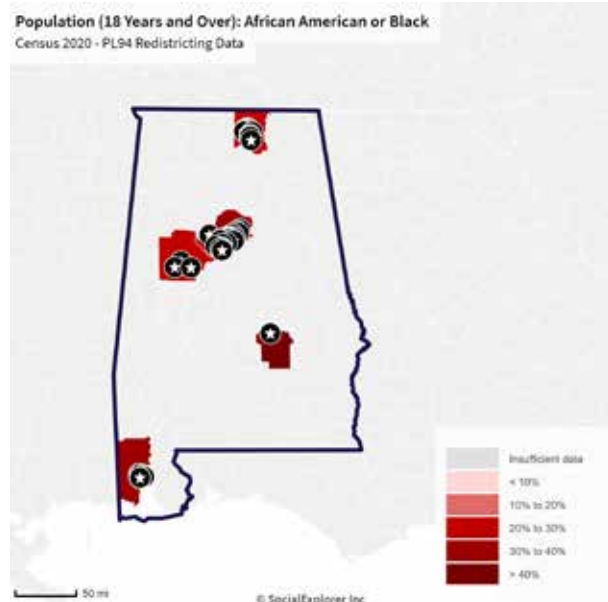 Population (18 Years and Over): African American or Black
Census 2020 - PL94 Redistricting Data
Insufficient data
< 10%
10% to 20%
20% to 30%
30% to 40%
> 40%
50 mi
© SocialExplorer Inc